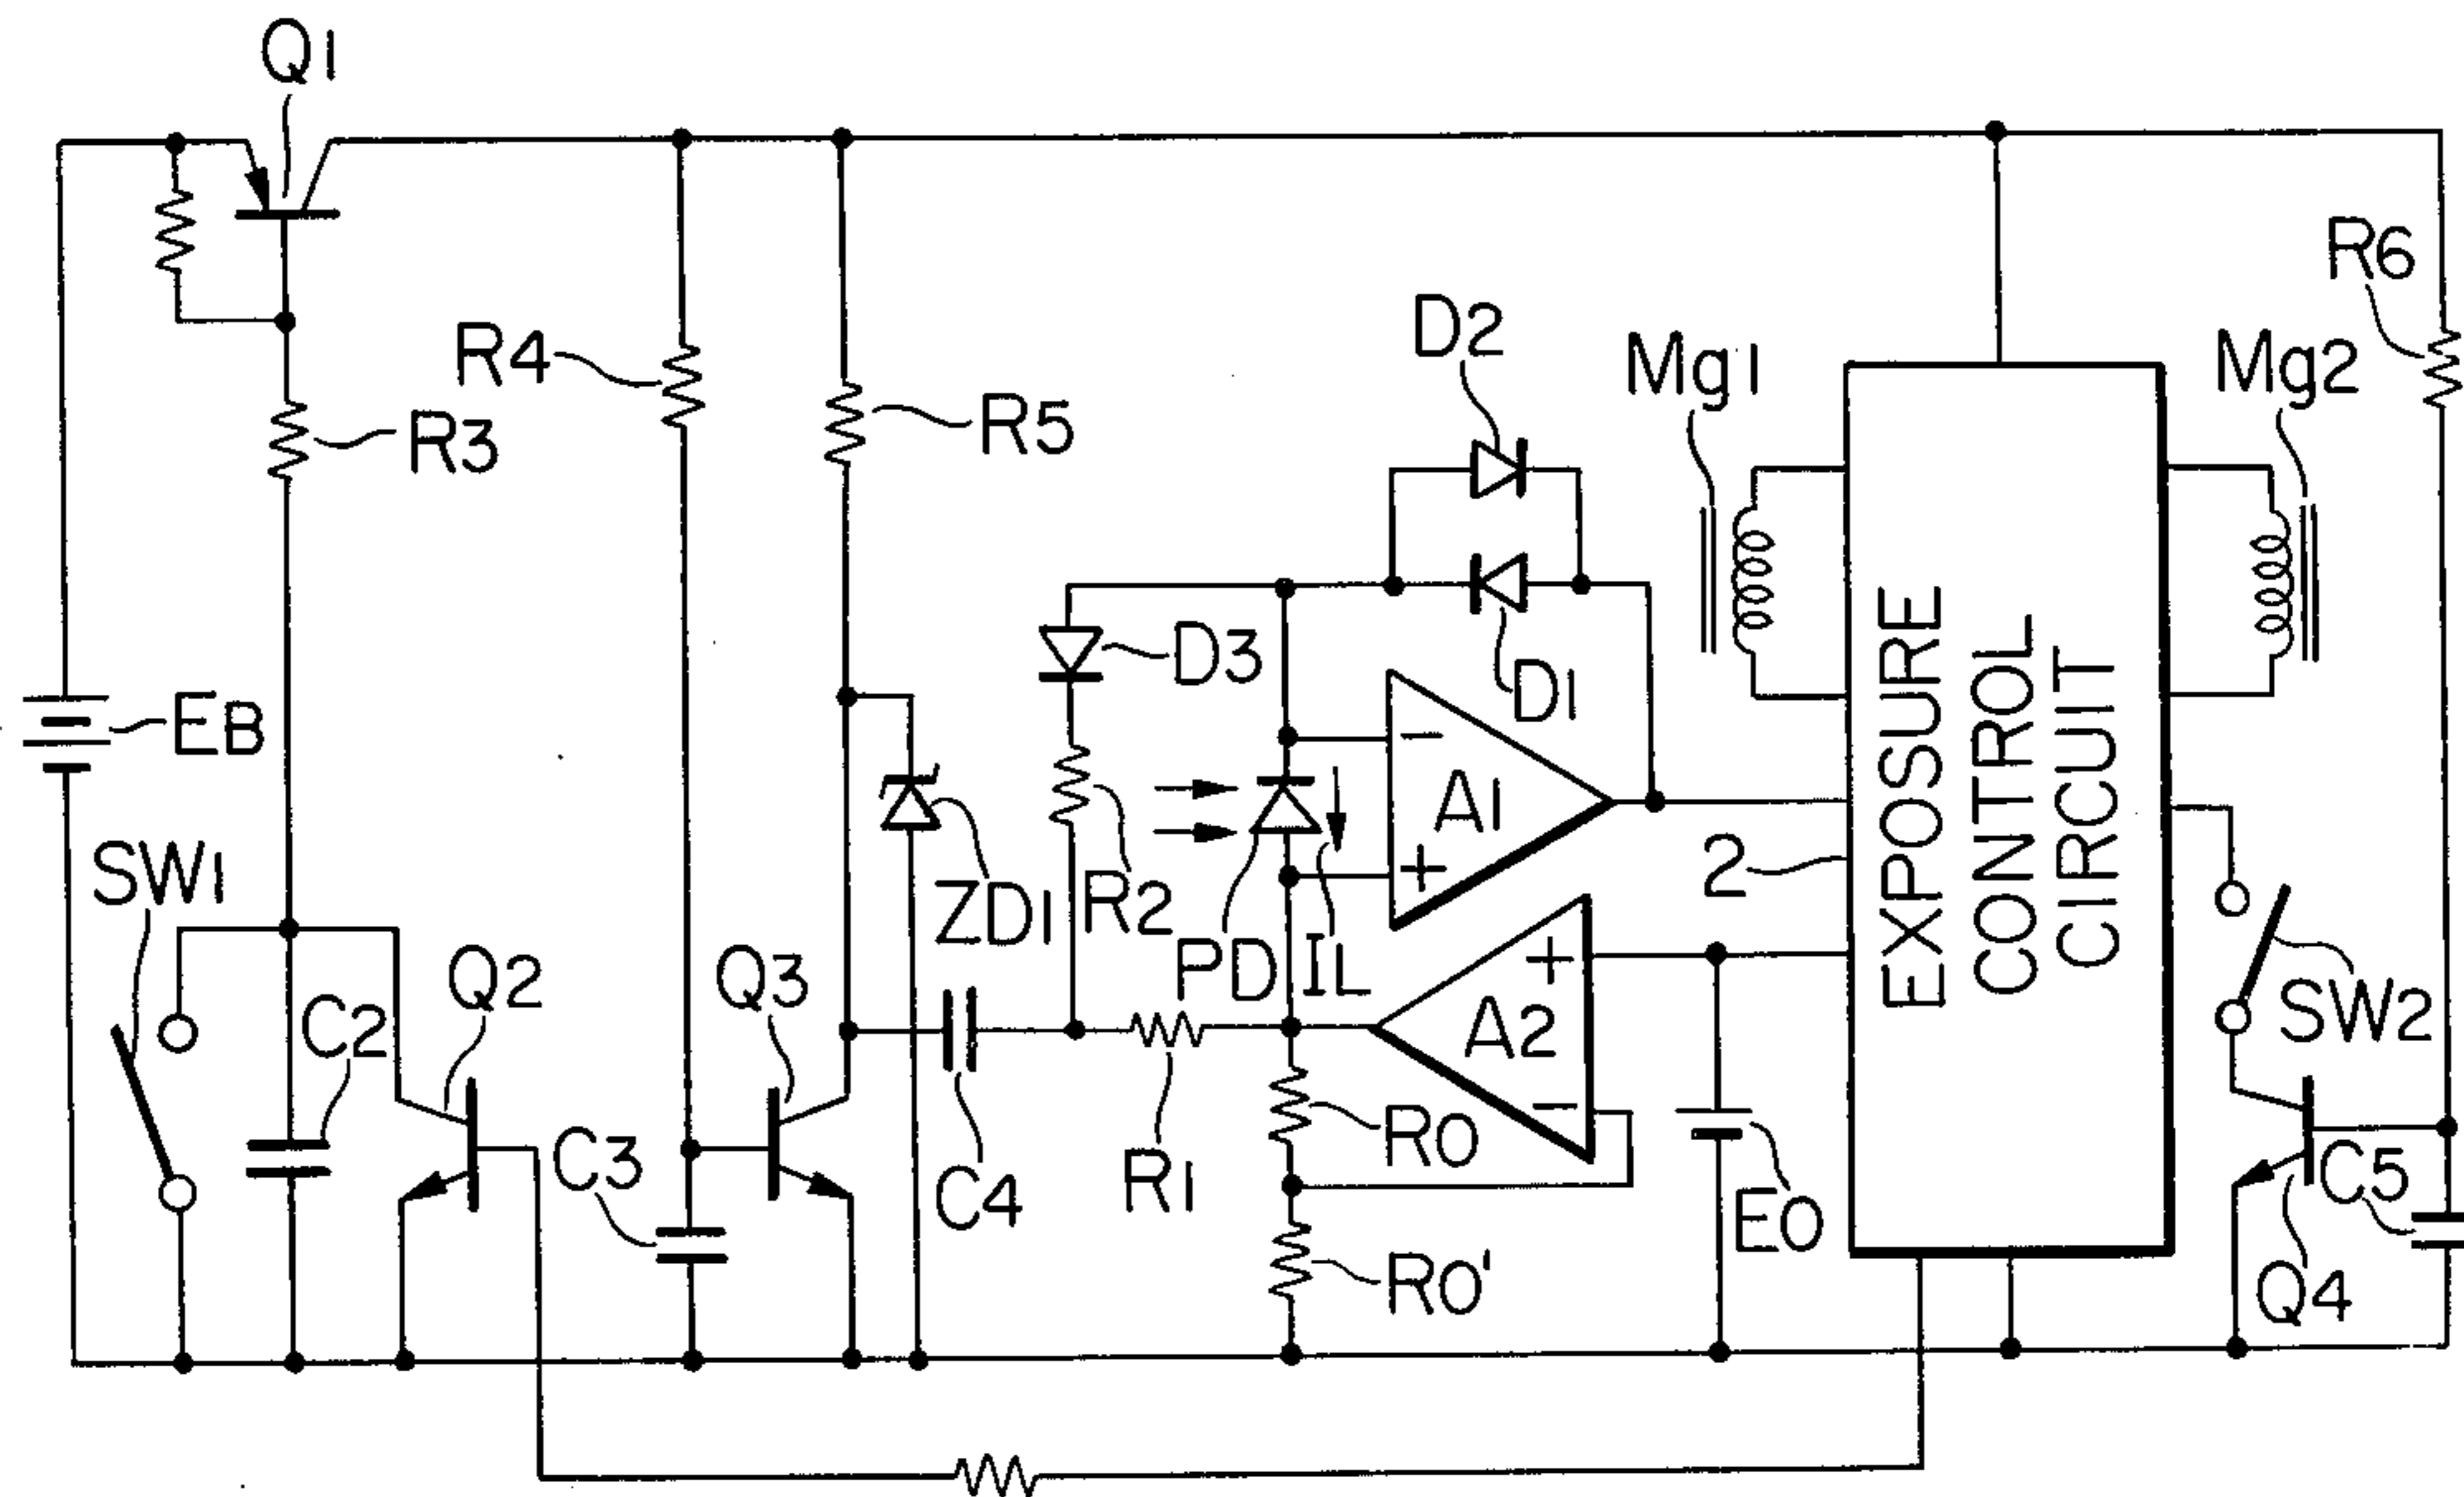 Q1
R6
D2
Mg1
Mg2
R4
R5
R3
D3
D1
EB
A1
SW1
ZD1
R2
2
EXPOSURE
CONTROL
CIRCUIT
PD
IL
Q2
Q3
C2
A2
SW2
C3
C4
R1
R0
C5
E0
R0'
Q4
+
−
+
−